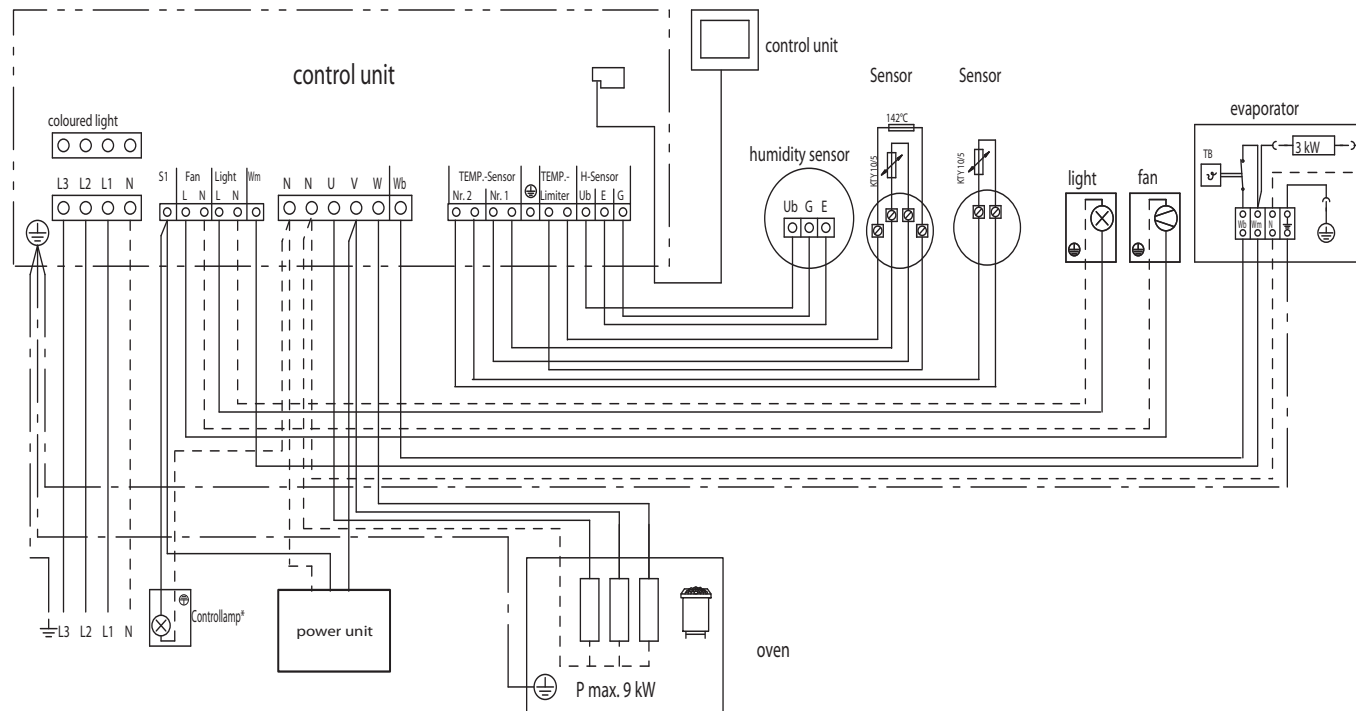 control unit
control unit
Sensor
Sensor
evaporator
coloured light
142°C
TB
ϑ
3 kW
humidity sensor
KTY 10/5
KTY 10/5
light
fan
S1 Fan Light Wm
L N L N
L3 L2 L1 N
N N U V W Wb
TEMP.-Sensor TEMP.- H-Sensor
Nr. 2 Nr. 1 Limiter Ub E G
Ub G E
Wb Wm N
L3 L2 L1 N
Controllamp*
power unit
oven
P max. 9 kW